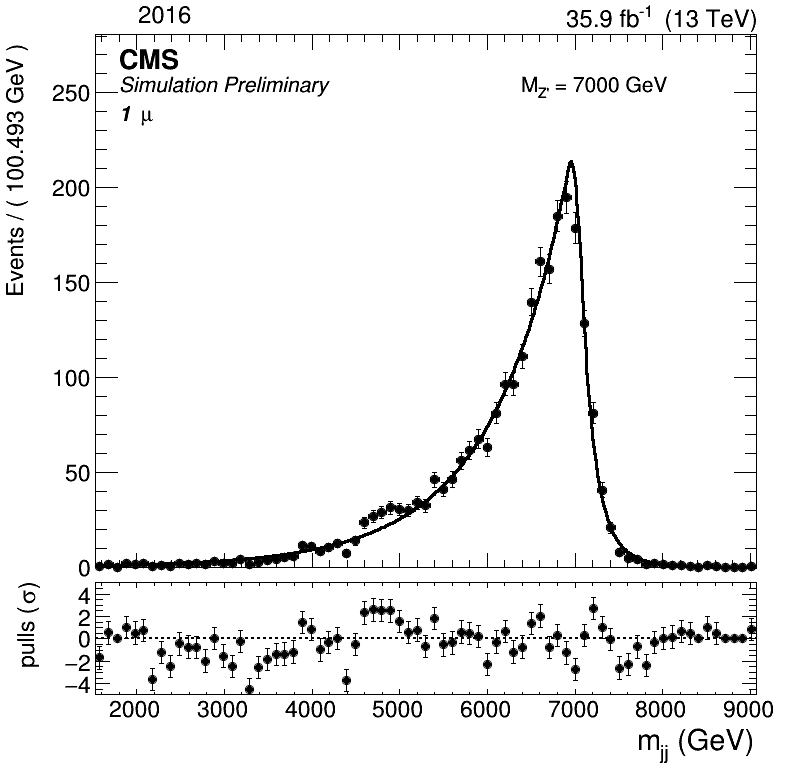 2016 35.9 fb-1 (13 TeV)
CMS
Simulation Preliminary
MZ' = 7000 GeV
1 μ
Events / ( 100.493 GeV )
250
200
150
100
50
0
pulls (σ)
4
2
0
−2
−4
2000 3000 4000 5000 6000 7000 8000 9000
mjj (GeV)